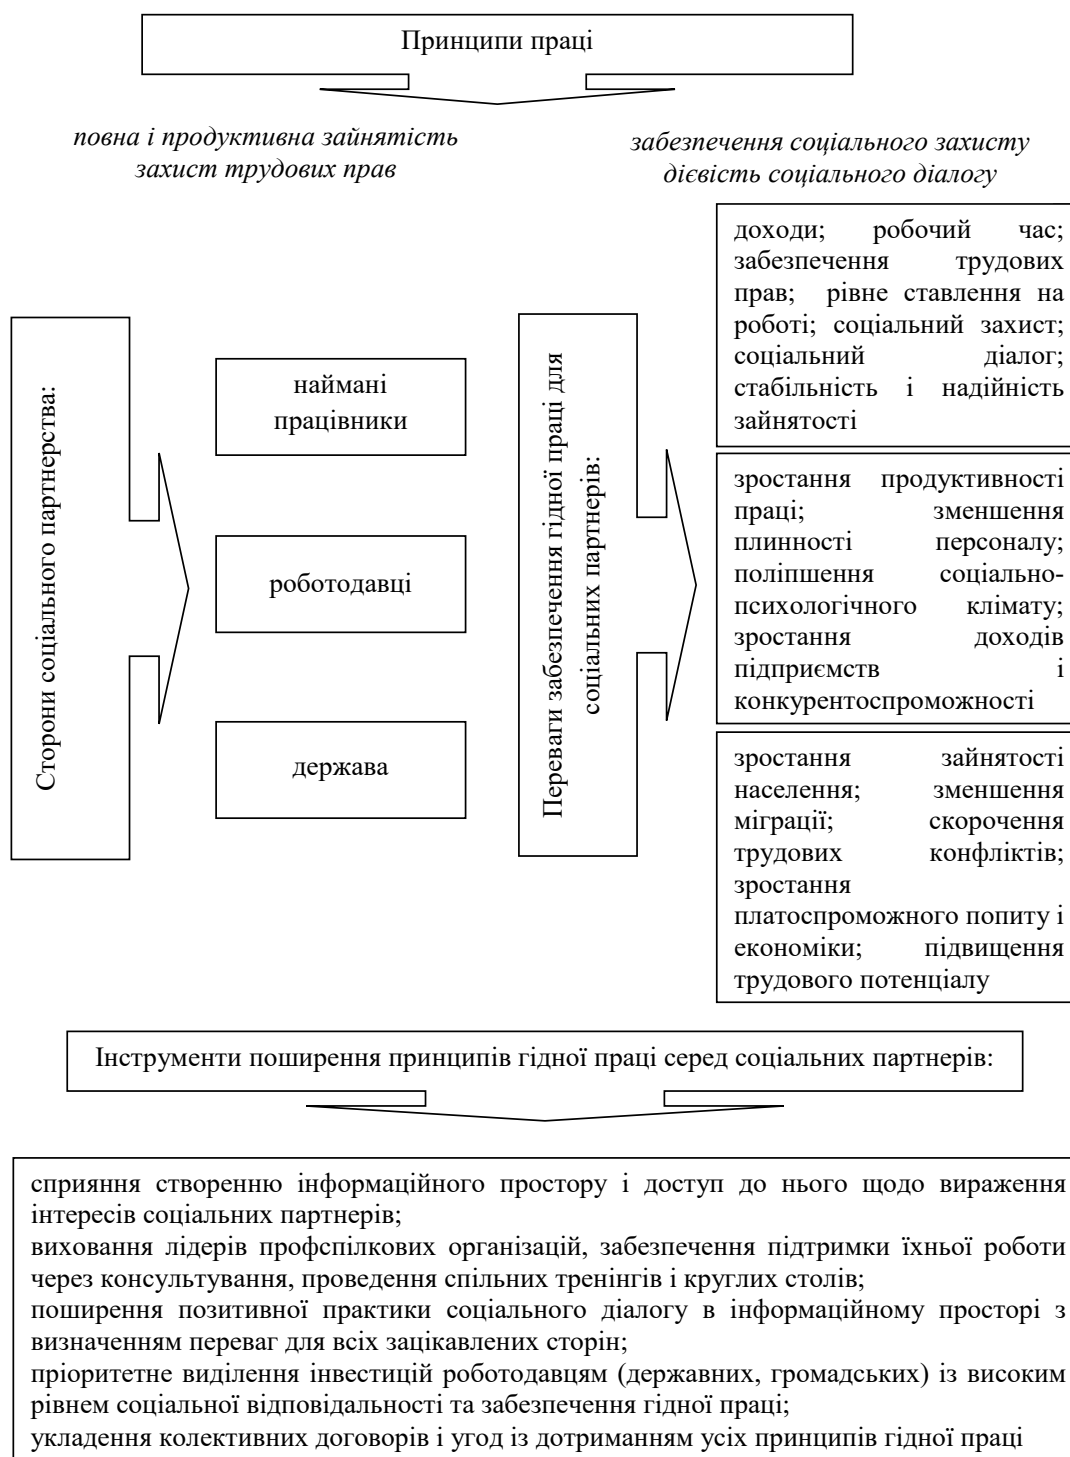 Принципи праці
повна і продуктивна зайнятість
захист трудових прав
забезпечення соціального захисту
дієвість соціального діалогу
Сторони соціального партнерства:
наймані
працівники
роботодавці
держава
Переваги забезпечення гідної праці для
соціальних партнерів:
доходи; робочий час;
забезпечення трудових
прав; рівне ставлення на
роботі; соціальний захист;
соціальний діалог;
стабільність і надійність
зайнятості
зростання продуктивності
праці; зменшення
плинності персоналу;
поліпшення соціально-
психологічного клімату;
зростання доходів
підприємств і
конкурентоспроможності
зростання зайнятості
населення; зменшення
міграції; скорочення
трудових конфліктів;
зростання
платоспроможного попиту і
економіки; підвищення
трудового потенціалу
Інструменти поширення принципів гідної праці серед соціальних партнерів:
сприяння створенню інформаційного простору і доступ до нього щодо вираження
інтересів соціальних партнерів;
виховання лідерів профспілкових організацій, забезпечення підтримки їхньої роботи
через консультування, проведення спільних тренінгів і круглих столів;
поширення позитивної практики соціального діалогу в інформаційному просторі з
визначенням переваг для всіх зацікавлених сторін;
пріоритетне виділення інвестицій роботодавцям (державних, громадських) із високим
рівнем соціальної відповідальності та забезпечення гідної праці;
укладення колективних договорів і угод із дотриманням усіх принципів гідної праці